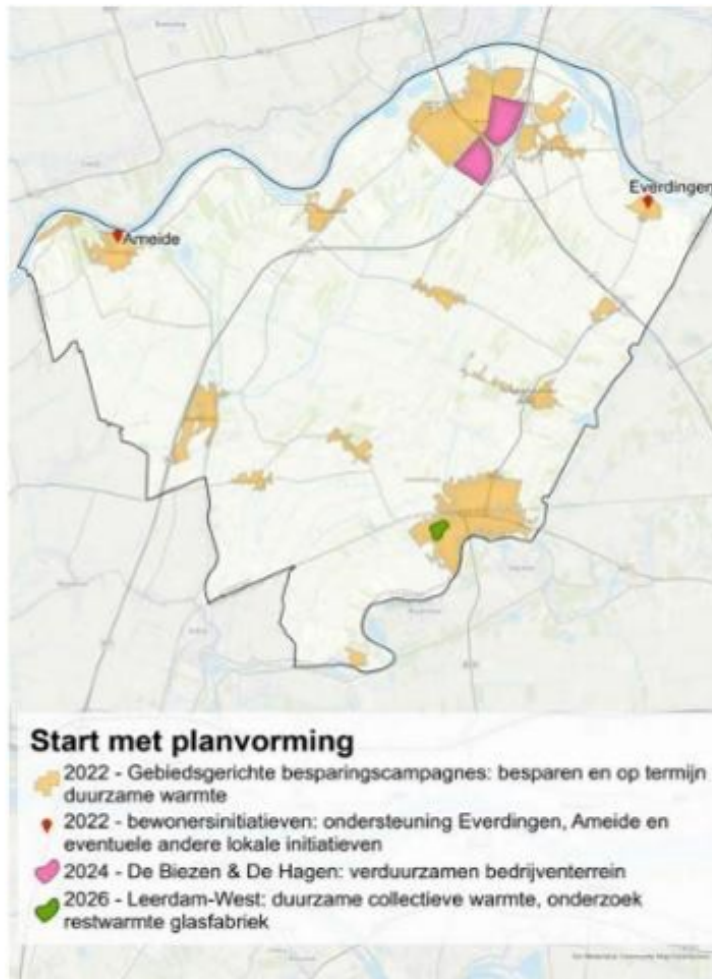 Everdingen
Ameide
Start met planvorming
2022 - Gebiedsgerichte besparingscampagnes: besparen en op termijn
duurzame warmte
2022 - bewonersinitiatieven: ondersteuning Everdingen, Ameide en
eventuele andere lokale initiatieven
2024 - De Biezen & De Hagen: verduurzamen bedrijventerrein
2026 - Leerdam-West: duurzame collectieve warmte, onderzoek
restwarmte glasfabriek